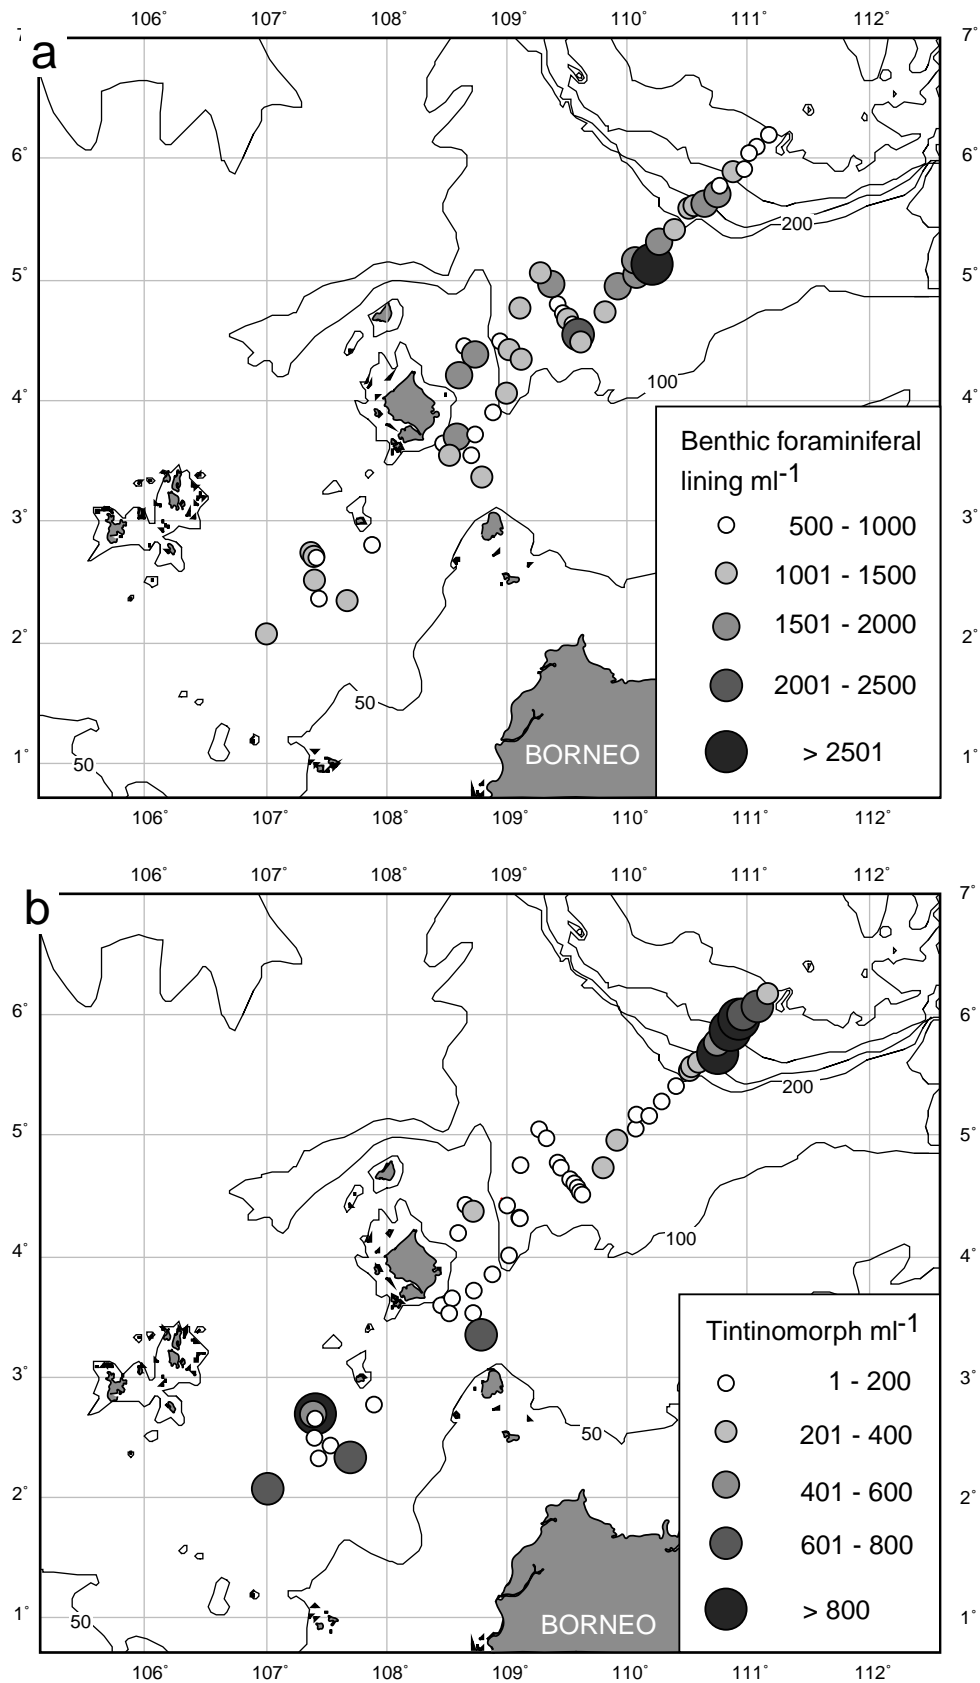 106° 107° 108° 109° 110° 111° 112°
a
7° 7°
6° 6°
5° 5°
4° 4°
3° 3°
2° 2°
1° 1°
200
100
50
50
BORNEO
Benthic foraminiferal
lining ml-1
500 - 1000
1001 - 1500
1501 - 2000
2001 - 2500
> 2501
106° 107° 108° 109° 110° 111° 112°
106° 107° 108° 109° 110° 111° 112°
b
7°
6° 6°
5° 5°
4° 4°
3° 3°
2° 2°
1° 1°
200
100
50
50
BORNEO
Tintinomorph ml-1
1 - 200
201 - 400
401 - 600
601 - 800
> 800
106° 107° 108° 109° 110° 111° 112°